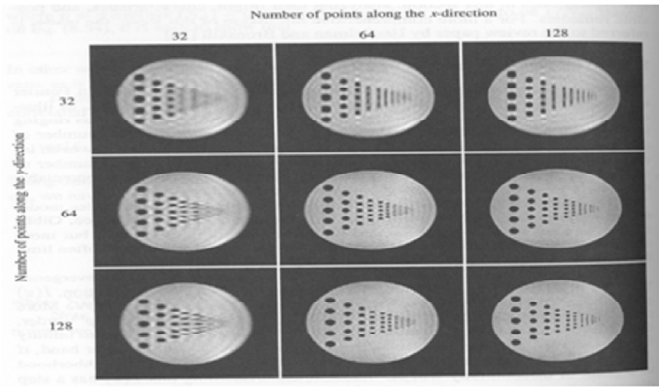 Number of points along the x-direction
32 64 128
32
64
128
Number of points along the y-direction